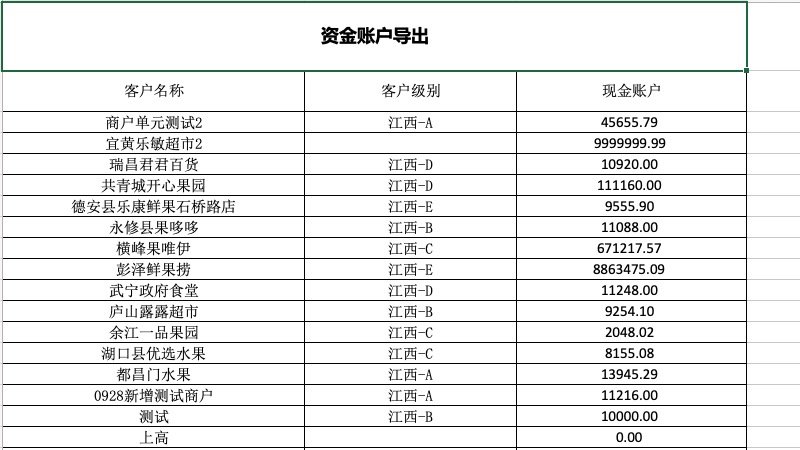 资金账户导出
客户名称 客户级别 现金账户
商户单元测试2 江西-A 45655.79
宜黄乐敏超市2 9999999.99
瑞昌君君百货 江西-D 10920.00
共青城开心果园 江西-D 111160.00
德安县乐康鲜果石桥路店 江西-E 9555.90
永修县果哆哆 江西-B 11088.00
横峰果唯伊 江西-C 671217.57
彭泽鲜果捞 江西-E 8863475.09
武宁政府食堂 江西-D 11248.00
庐山露露超市 江西-B 9254.10
余江一品果园 江西-C 2048.02
湖口县优选水果 江西-C 8155.08
都昌门水果 江西-A 13945.29
0928新增测试商户 江西-A 11216.00
测试 江西-B 10000.00
上高 0.00